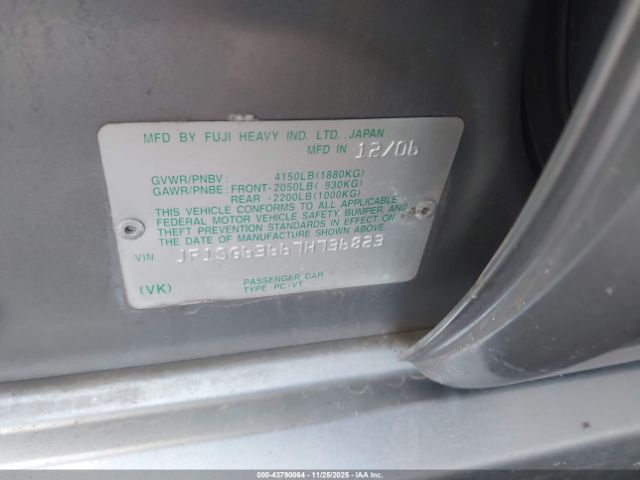 MFD BY FUJI HEAVY IND. LTD. ,JAPAN
MFD IN 12/06
GVWR/PNBV : 4150LB(1880KG)
GAWR/PNBE: FRONT-2050LB( 930KG)
REAR -2200LB(1000KG)
THIS VEHICLE CONFORMS TO ALL APPLICABLE
FEDERAL MOTOR VEHICLE SAFETY, BUMPER, AND
THEFT PREVENTION STANDARDS IN EFFECT ON
THE DATE OF MANUFACTURE SHOWN ABOVE.
VIN JF1SG63667H736823
PASSENGER CAR
(VK) TYPE PC/VT
000-43790064 - 11/25/2025 - IAA Inc.